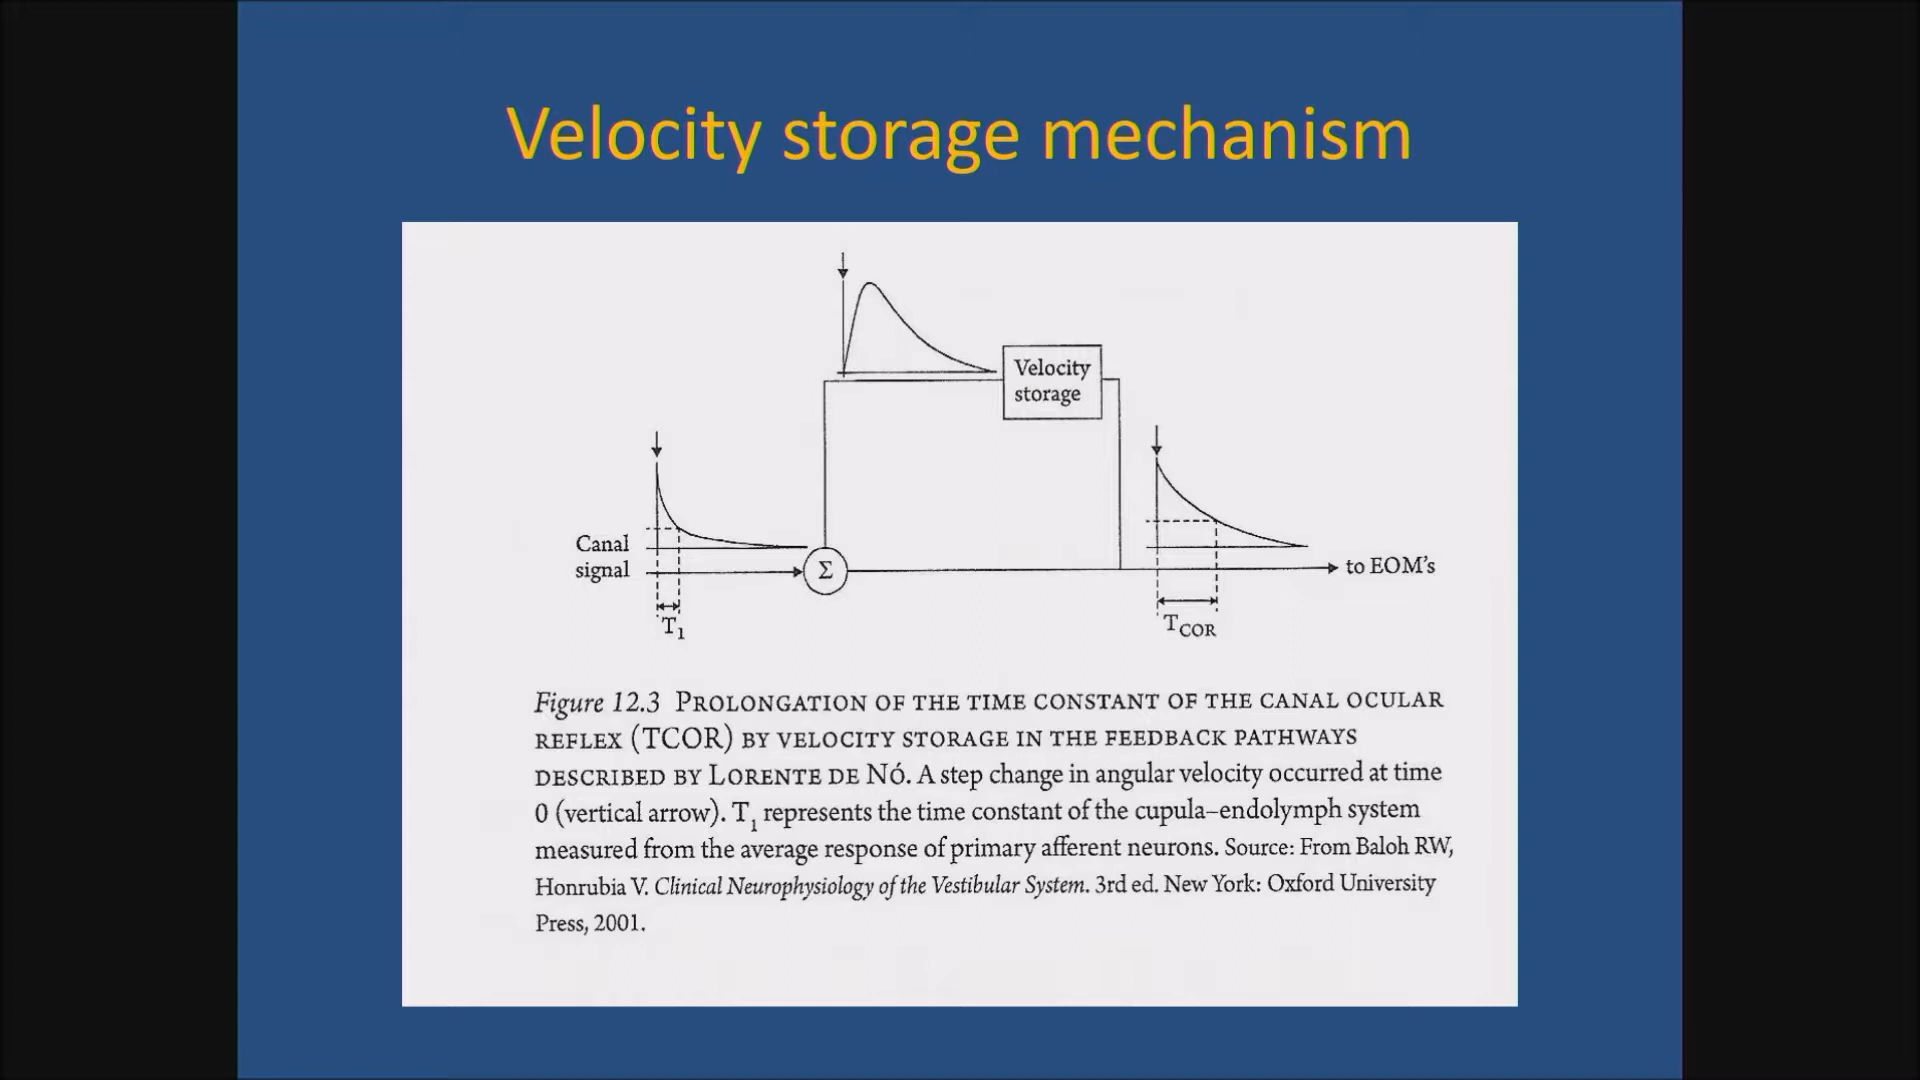 Velocity storage mechanism
Velocity
storage
Canal
signal
Σ
to EOM's
T1
TCOR
Figure 12.3 PROLONGATION OF THE TIME CONSTANT OF THE CANAL OCULAR
REFLEX (TCOR) BY VELOCITY STORAGE IN THE FEEDBACK PATHWAYS
DESCRIBED BY LORENTE DE NÓ. A step change in angular velocity occurred at time
0 (vertical arrow). T1 represents the time constant of the cupula–endolymph system
measured from the average response of primary afferent neurons. Source: From Baloh RW,
Honrubia V. Clinical Neurophysiology of the Vestibular System. 3rd ed. New York: Oxford University
Press, 2001.